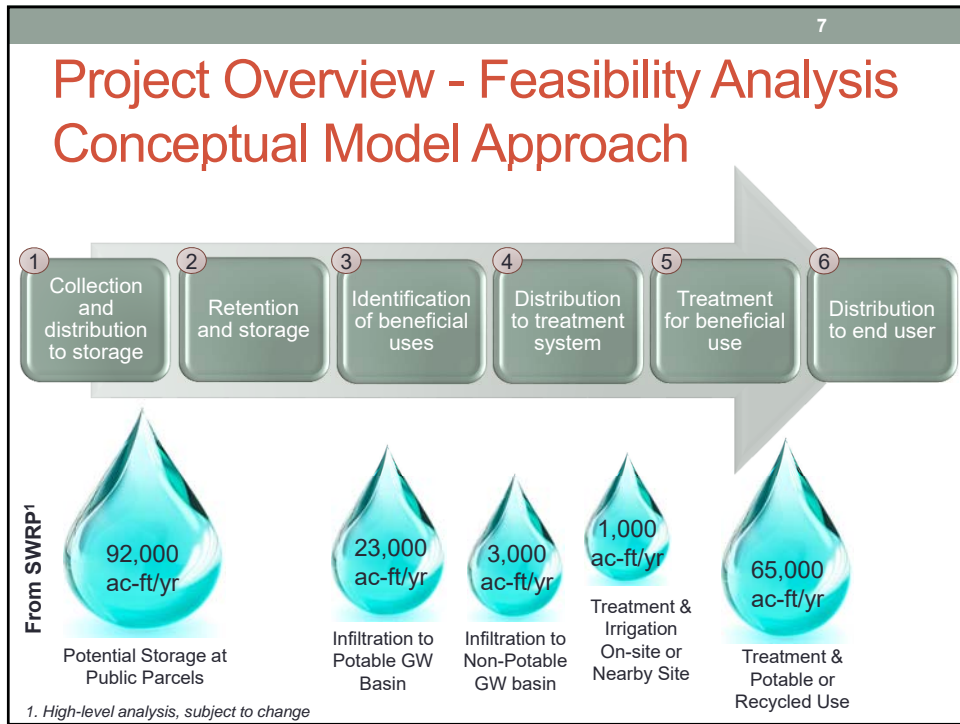 7
Project Overview - Feasibility Analysis
Conceptual Model Approach
1
Collection
and
distribution
to storage
2
Retention
and storage
3
Identification
of beneficial
uses
4
Distribution
to treatment
system
5
Treatment
for beneficial
use
6
Distribution
to end user
From SWRP¹
92,000
ac-ft/yr
Potential Storage at
Public Parcels
23,000
ac-ft/yr
Infiltration to
Potable GW
Basin
3,000
ac-ft/yr
Infiltration to
Non-Potable
GW basin
1,000
ac-ft/yr
Treatment &
Irrigation
On-site or
Nearby Site
65,000
ac-ft/yr
Treatment &
Potable or
Recycled Use
1. High-level analysis, subject to change